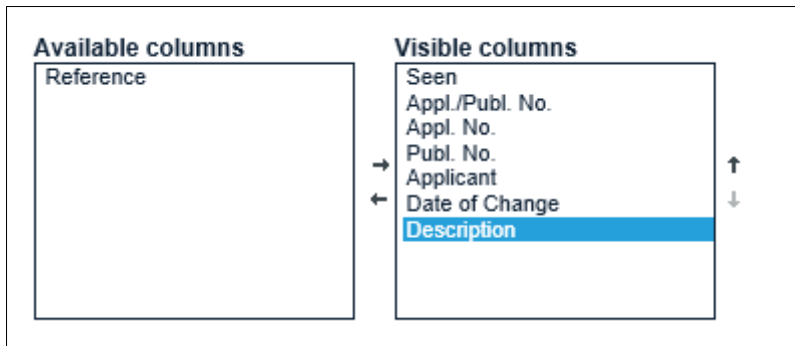 Available columns
Reference
Visible columns
Seen
Appl./Publ. No.
Appl. No.
Publ. No.
Applicant
Date of Change
Description